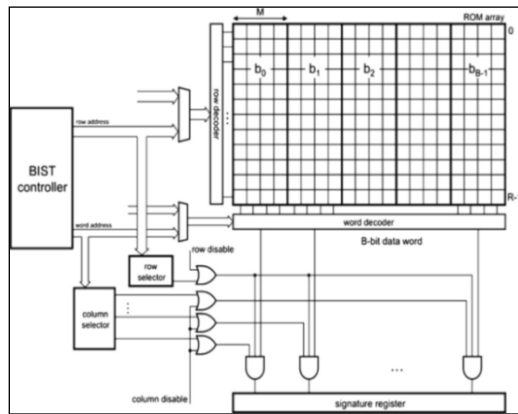 M
ROM array
0
b0
b1
b2
bB-1
row decoder
row address
BIST
controller
R-1
word address
word decoder
row disable
B-bit data word
row
selector
column
selector
column disable
signature register